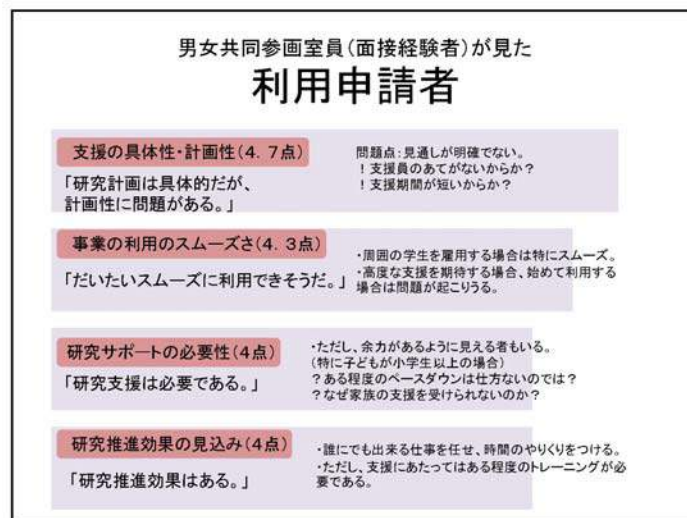 男女共同参画室員(面接経験者)が見た
利用申請者
支援の具体性・計画性(4.7点)
「研究計画は具体的だが、
計画性に問題がある。」
問題点:見通しが明確でない。
!支援員のあてがないからか?
!支援期間が短いからか?
事業の利用のスムーズさ(4.3点)
「だいたいスムーズに利用できそうだ。」
・周囲の学生を雇用する場合は特にスムーズ。
・高度な支援を期待する場合、始めて利用する
場合は問題が起こりうる。
研究サポートの必要性(4点)
「研究支援は必要である。」
・ただし、余力があるように見える者もいる。
(特に子どもが小学生以上の場合)
?ある程度のペースダウンは仕方ないのでは?
?なぜ家族の支援を受けられないのか?
研究推進効果の見込み(4点)
「研究推進効果はある。」
・誰にでも出来る仕事を任せ、時間のやりくりをつける。
・ただし、支援にあたってはある程度のトレーニングが必
要である。